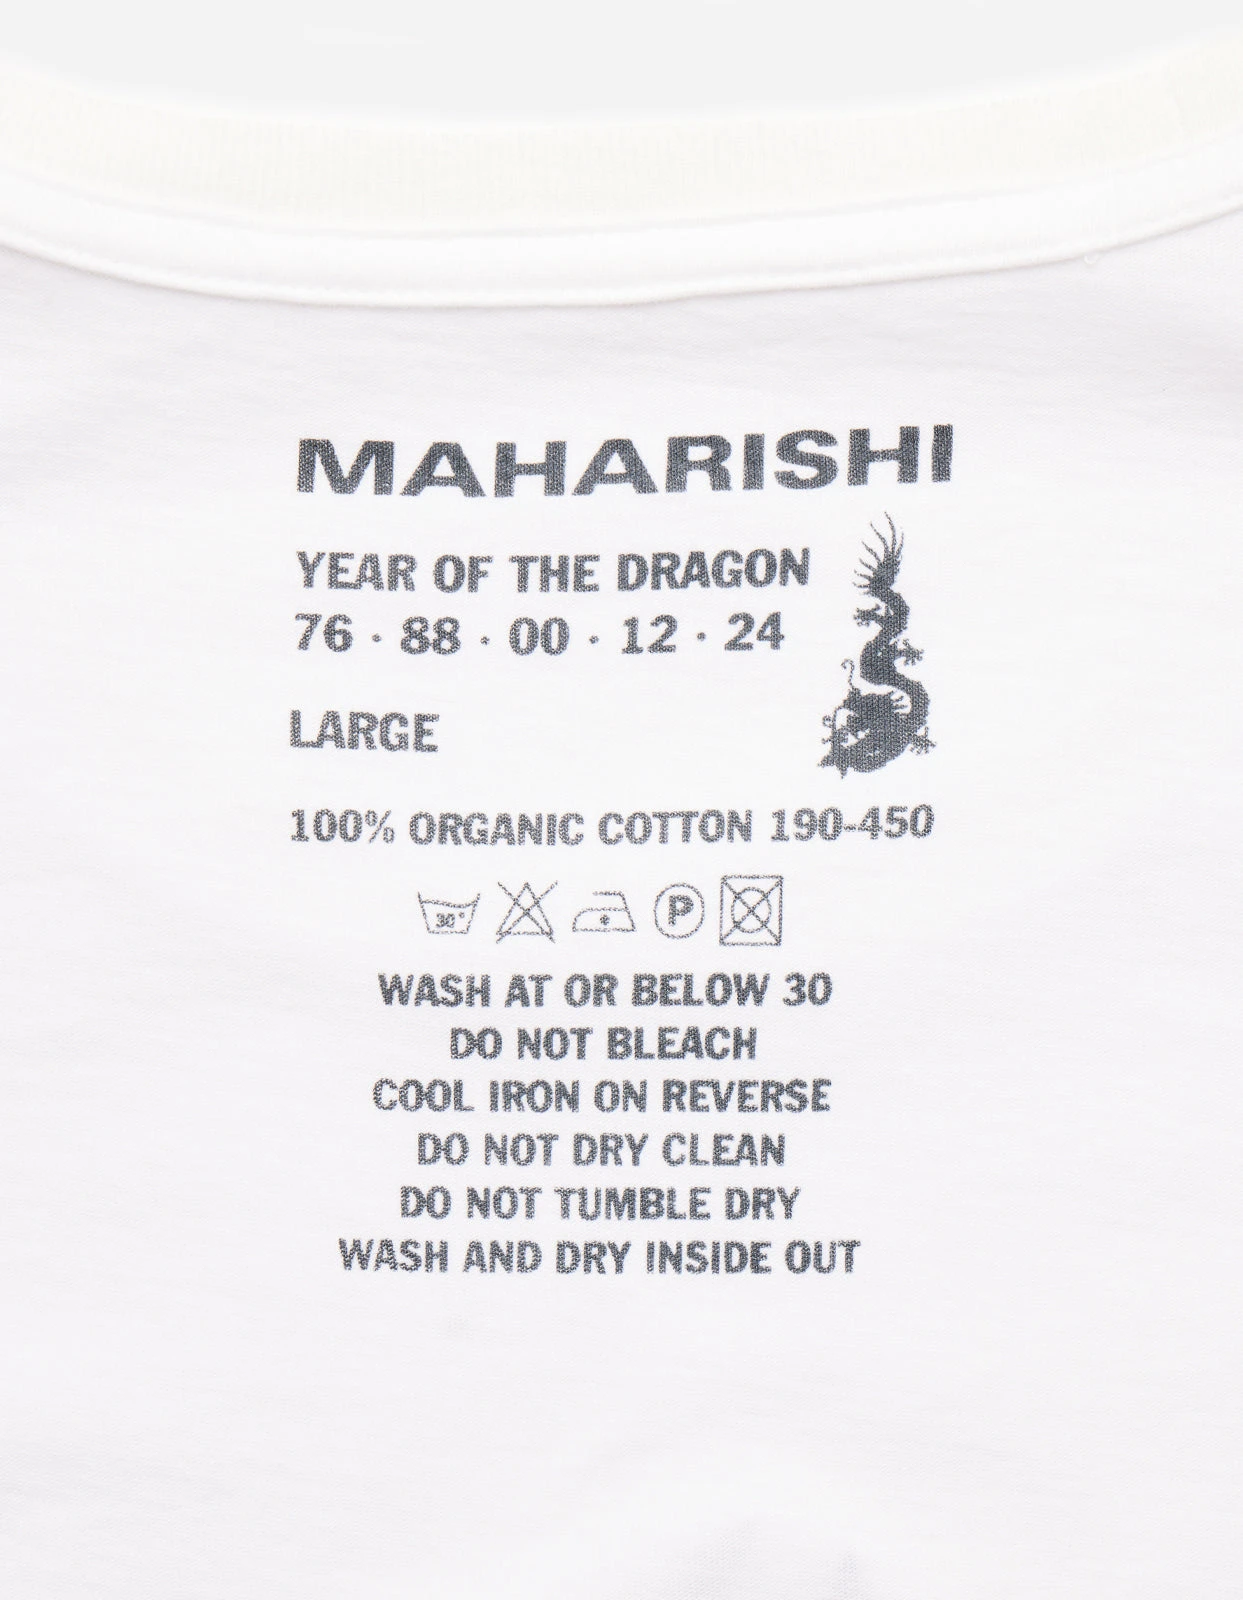 MAHARISHI
YEAR OF THE DRAGON
76 · 88 · 00 · 12 · 24
LARGE
100% ORGANIC COTTON 190-450
30° P
WASH AT OR BELOW 30
DO NOT BLEACH
COOL IRON ON REVERSE
DO NOT DRY CLEAN
DO NOT TUMBLE DRY
WASH AND DRY INSIDE OUT